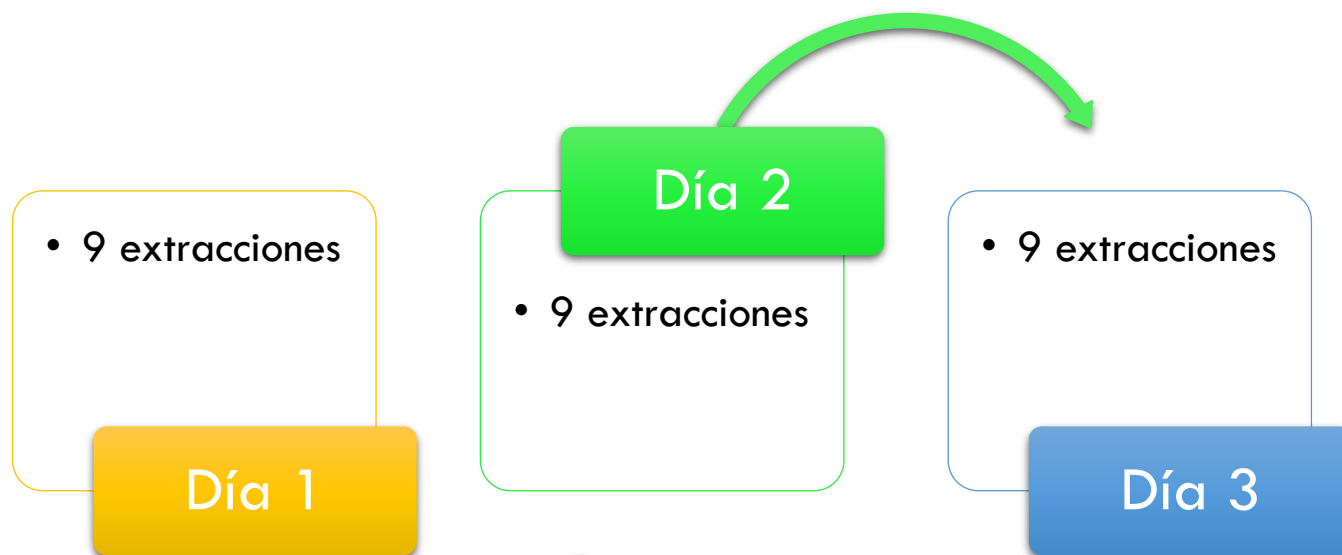 • 9 extracciones
Día 1
Día 2
• 9 extracciones
• 9 extracciones
Día 3